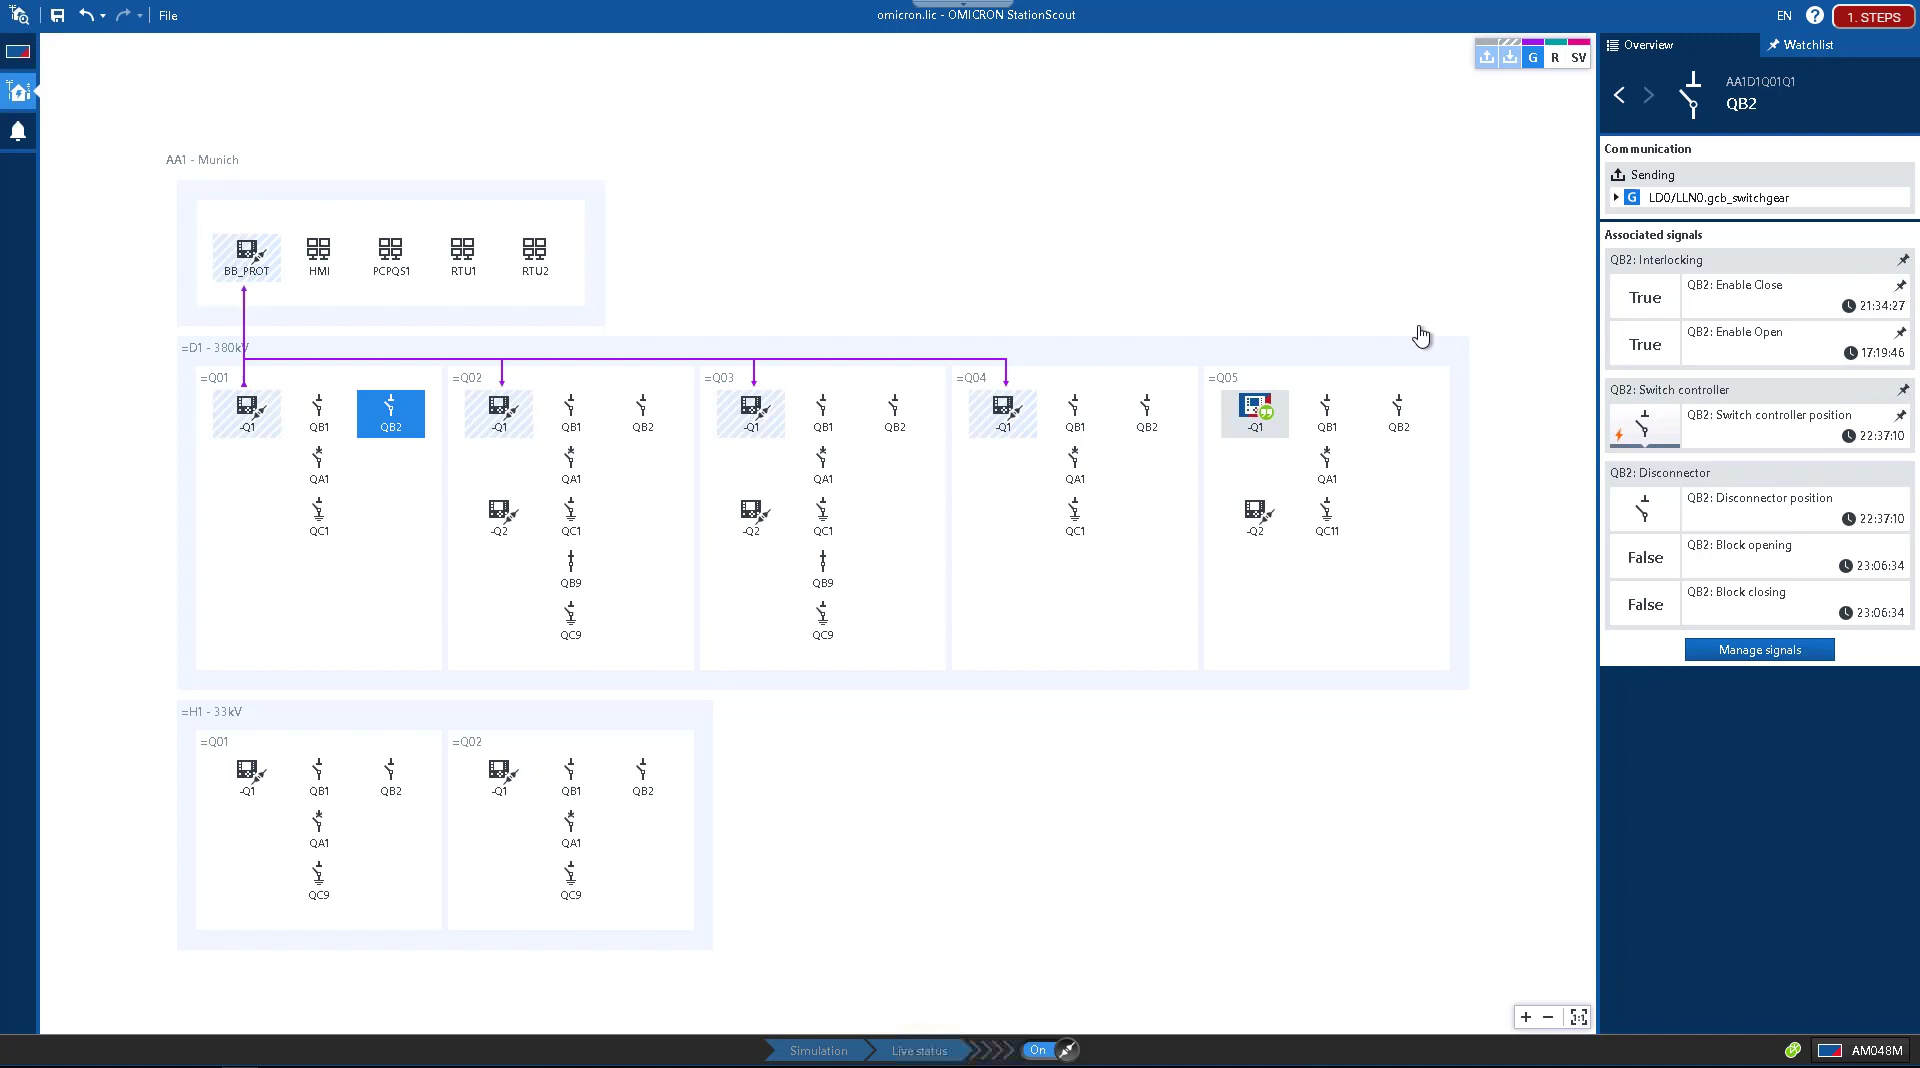 File
omicron.lic - OMICRON StationScout
EN
?
1. STEPS
G
R
SV
Overview
Watchlist
AA1D1Q01Q1
QB2
Communication
Sending
G LD0/LLN0.gcb_switchgear
Associated signals
QB2: Interlocking
True
QB2: Enable Close
21:34:27
True
QB2: Enable Open
17:19:46
QB2: Switch controller
QB2: Switch controller position
22:37:10
QB2: Disconnector
QB2: Disconnector position
22:37:10
False
QB2: Block opening
23:06:34
False
QB2: Block closing
23:06:34
Manage signals
AA1 - Munich
BB_PROT
HMI
PCPQS1
RTU1
RTU2
=D1 - 380kV
=Q01
-Q1
QB1
QB2
QA1
QC1
=Q02
-Q1
QB1
QB2
QA1
-Q2
QC1
QB9
QC9
=Q03
-Q1
QB1
QB2
QA1
-Q2
QC1
QB9
QC9
=Q04
-Q1
QB1
QB2
QA1
QC1
=Q05
-Q1
QB1
QB2
QA1
-Q2
QC11
=H1 - 33kV
=Q01
-Q1
QB1
QB2
QA1
QC9
=Q02
-Q1
QB1
QB2
QA1
QC9
1:1
Simulation
Live status
On
AM048M